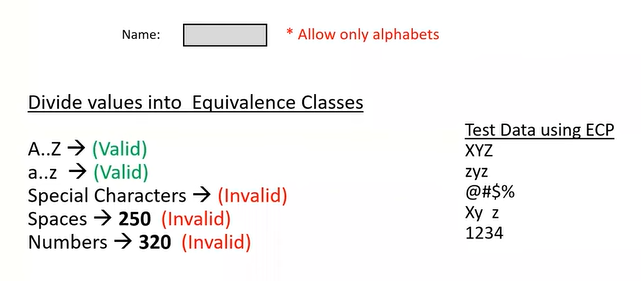 Name: * Allow only alphabets
Divide values into Equivalence Classes
A..Z → (Valid)
a..z → (Valid)
Special Characters → (Invalid)
Spaces → 250 (Invalid)
Numbers → 320 (Invalid)
Test Data using ECP
XYZ
zyz
@#$%
Xy z
1234